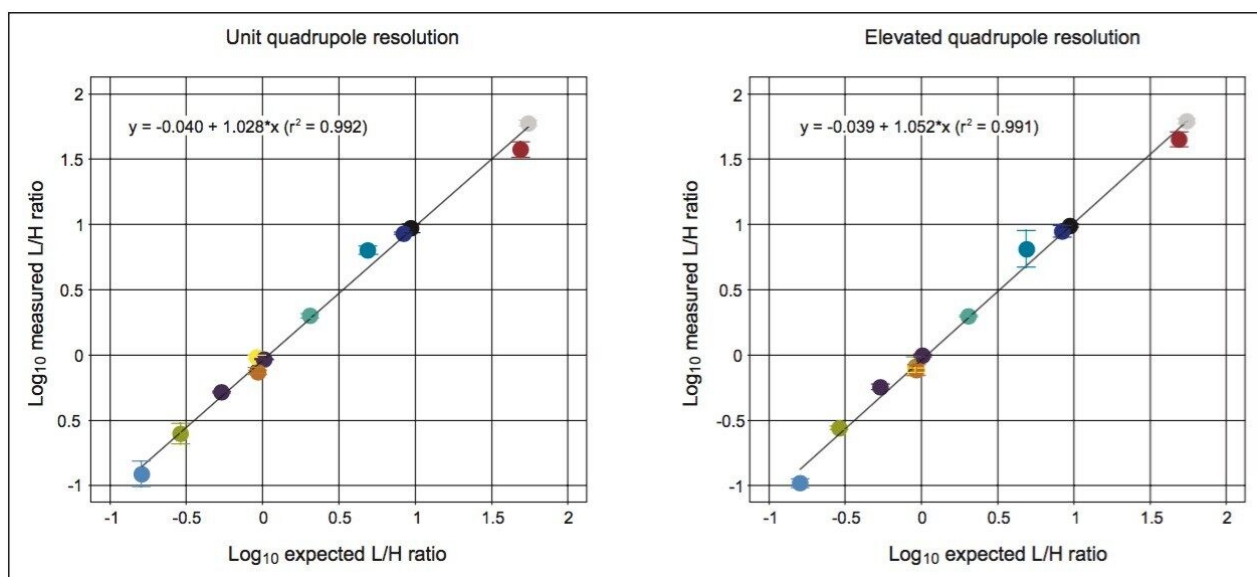 Unit quadrupole resolution
2
1.5
1
0.5
0
0.5
-1
y = -0.040 + 1.028*x (r² = 0.992)
Log₁₀ measured L/H ratio
-1 -0.5 0 0.5 1 1.5 2
Log₁₀ expected L/H ratio
Elevated quadrupole resolution
2
1.5
1
0.5
0
-0.5
-1
y = -0.039 + 1.052*x (r² = 0.991)
Log₁₀ measured L/H ratio
-1 -0.5 0 0.5 1 1.5 2
Log₁₀ expected L/H ratio